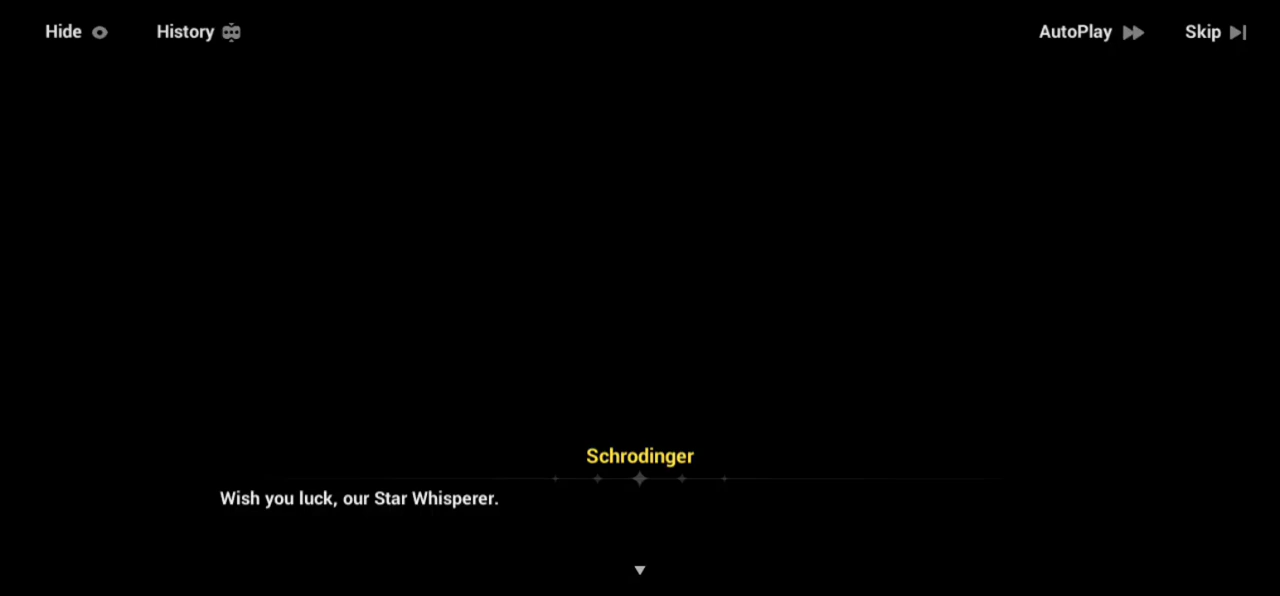 Hide
History
AutoPlay
Skip
Schrodinger
Wish you luck, our Star Whisperer.